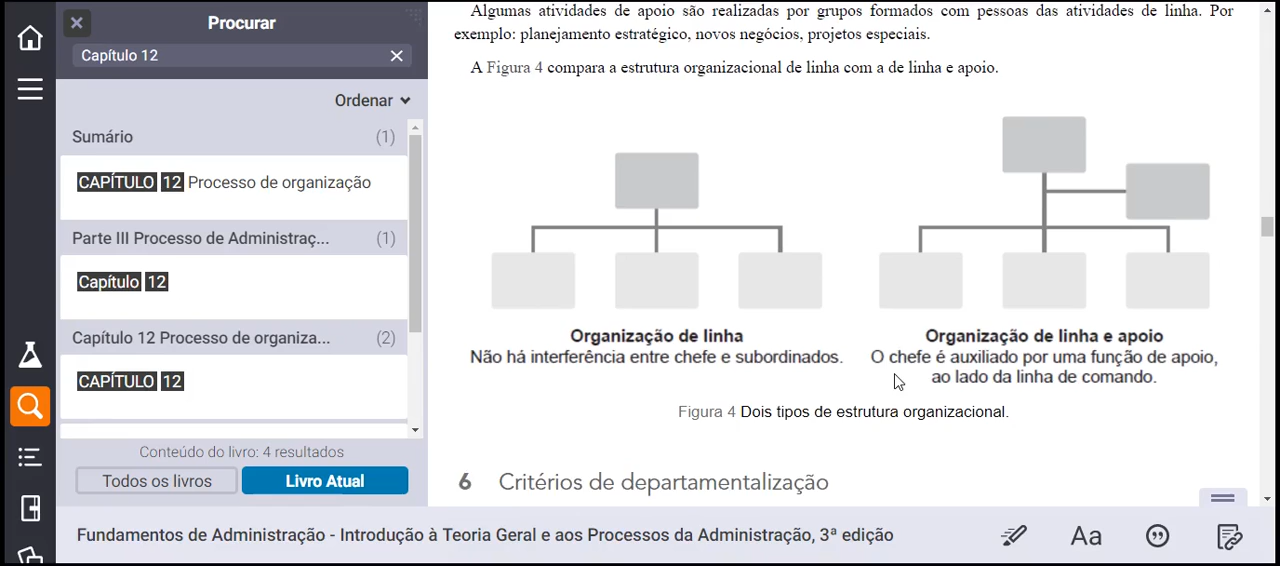 Procurar
Capítulo 12
Ordenar
Sumário (1)
CAPÍTULO 12 Processo de organização
Parte III Processo de Administraç... (1)
Capítulo 12
Capítulo 12 Processo de organiza... (2)
CAPÍTULO 12
Conteúdo do livro: 4 resultados
Todos os livros Livro Atual
Algumas atividades de apoio são realizadas por grupos formados com pessoas das atividades de linha. Por
exemplo: planejamento estratégico, novos negócios, projetos especiais.
A Figura 4 compara a estrutura organizacional de linha com a de linha e apoio.
Organização de linha
Não há interferência entre chefe e subordinados.
Organização de linha e apoio
O chefe é auxiliado por uma função de apoio,
ao lado da linha de comando.
Figura 4 Dois tipos de estrutura organizacional.
6 Critérios de departamentalização
Fundamentos de Administração - Introdução à Teoria Geral e aos Processos da Administração, 3ª edição
Aa